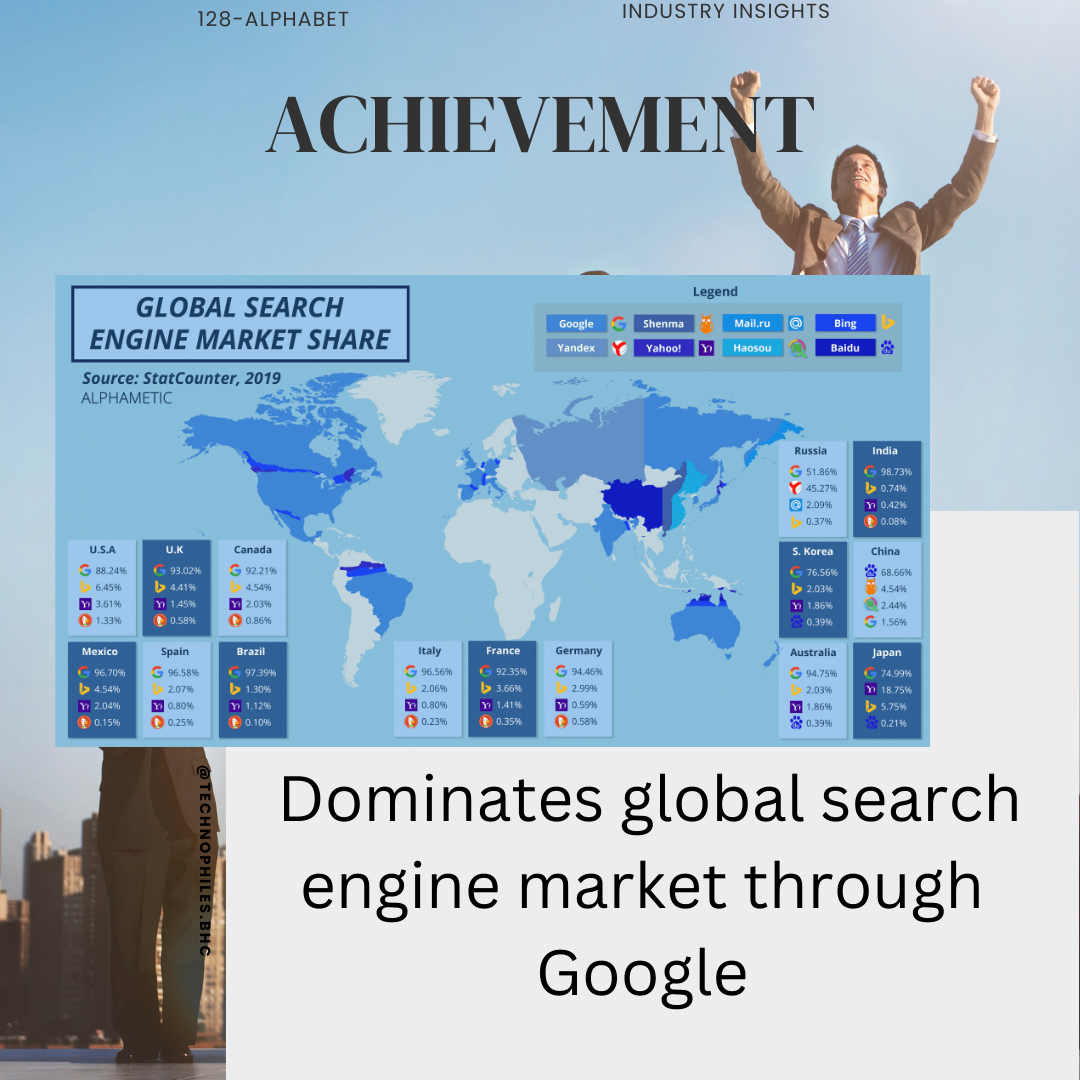 128-ALPHABET
INDUSTRY INSIGHTS
ACHIEVEMENT
GLOBAL SEARCH
ENGINE MARKET SHARE
Source: StatCounter, 2019
ALPHAMETIC
Legend
Google Shenma Mail.ru Bing
Yandex Yahoo! Haosou Baidu
Russia
51.86%
45.27%
2.09%
0.37%
India
98.73%
0.74%
0.42%
0.08%
U.S.A
88.24%
6.45%
3.61%
1.33%
U.K
93.02%
4.41%
1.45%
0.58%
Canada
92.21%
4.54%
2.03%
0.86%
S. Korea
76.56%
2.03%
1.86%
0.39%
China
68.66%
4.54%
2.44%
1.56%
Mexico
96.70%
4.54%
2.04%
0.15%
Spain
96.58%
2.07%
0.80%
0.25%
Brazil
97.39%
1.30%
1.12%
0.10%
Italy
96.56%
2.06%
0.80%
0.23%
France
92.35%
3.66%
1.41%
0.35%
Germany
94.46%
2.99%
0.59%
0.58%
Australia
94.75%
2.03%
1.86%
0.39%
Japan
74.99%
18.75%
5.75%
0.21%
@TECHNOPHILES.BHC
Dominates global search
engine market through
Google